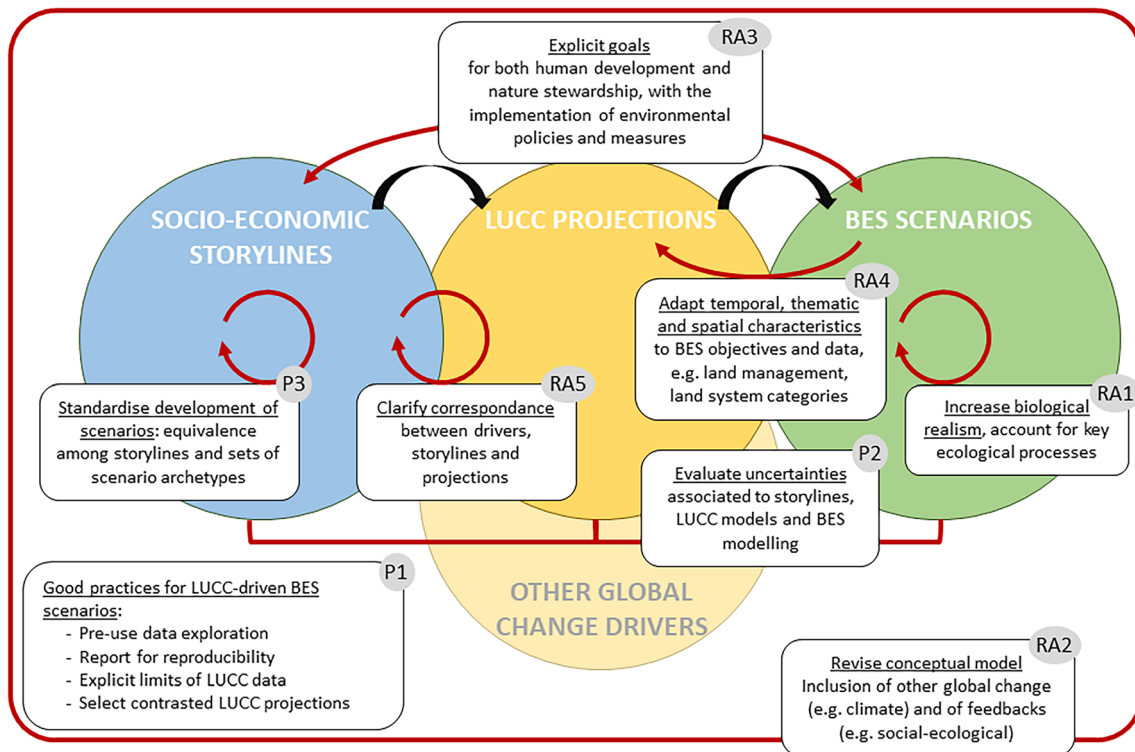 RA3
Explicit goals
for both human development and
nature stewardship, with the
implementation of environmental
policies and measures
SOCIO-ECONOMIC
STORYLINES
LUCC PROJECTIONS
BES SCENARIOS
RA4
Adapt temporal, thematic
and spatial characteristics
to BES objectives and data,
e.g. land management,
land system categories
P3
Standardise development of
scenarios: equivalence
among storylines and sets of
scenario archetypes
RA5
Clarify correspondance
between drivers,
storylines and
projections
RA1
Increase biological
realism, account for key
ecological processes
P2
Evaluate uncertainties
associated to storylines,
LUCC models and BES
modelling
OTHER GLOBAL
CHANGE DRIVERS
P1
Good practices for LUCC-driven BES
scenarios:
- Pre-use data exploration
- Report for reproducibility
- Explicit limits of LUCC data
- Select contrasted LUCC projections
RA2
Revise conceptual model
Inclusion of other global change
(e.g. climate) and of feedbacks
(e.g. social-ecological)